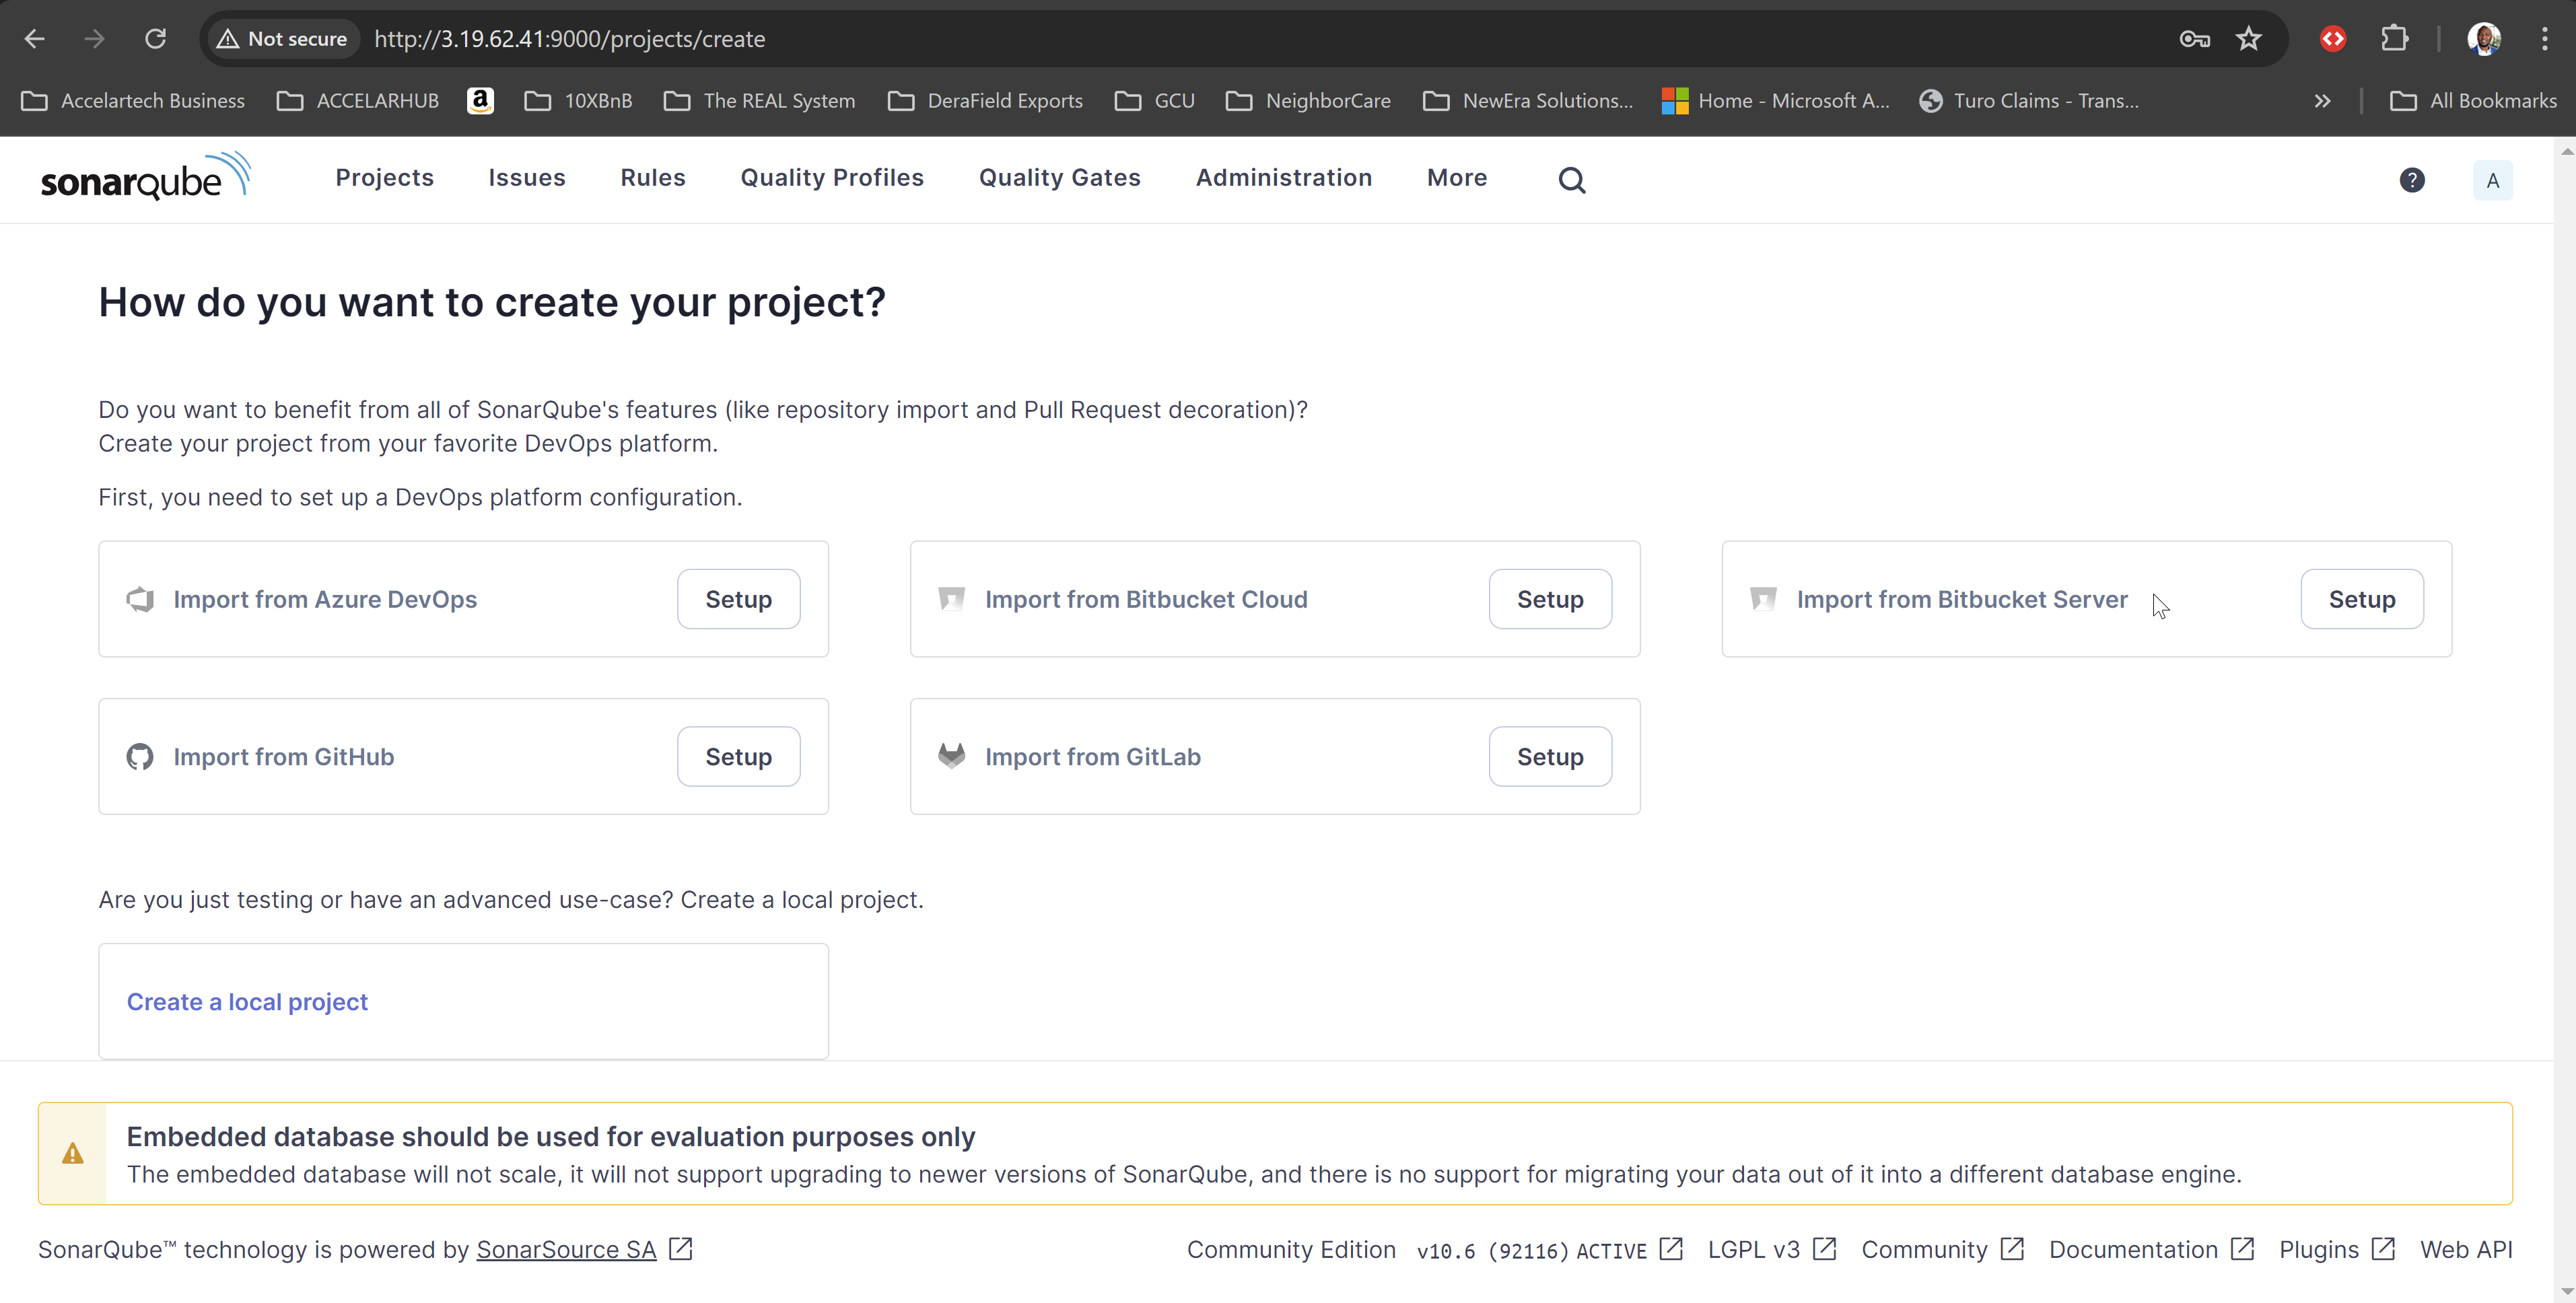 Not secure http://3.19.62.41:9000/projects/create
Accelartech Business ACCELARHUB a 10XBnB The REAL System DeraField Exports GCU NeighborCare NewEra Solutions... Home - Microsoft A... Turo Claims - Trans... All Bookmarks
sonarqube Projects Issues Rules Quality Profiles Quality Gates Administration More ? A
How do you want to create your project?
Do you want to benefit from all of SonarQube's features (like repository import and Pull Request decoration)?
Create your project from your favorite DevOps platform.
First, you need to set up a DevOps platform configuration.
Import from Azure DevOps Setup Import from Bitbucket Cloud Setup Import from Bitbucket Server Setup
Import from GitHub Setup Import from GitLab Setup
Are you just testing or have an advanced use-case? Create a local project.
Create a local project
Embedded database should be used for evaluation purposes only
The embedded database will not scale, it will not support upgrading to newer versions of SonarQube, and there is no support for migrating your data out of it into a different database engine.
SonarQube™ technology is powered by SonarSource SA Community Edition v10.6 (92116) ACTIVE LGPL v3 Community Documentation Plugins Web API